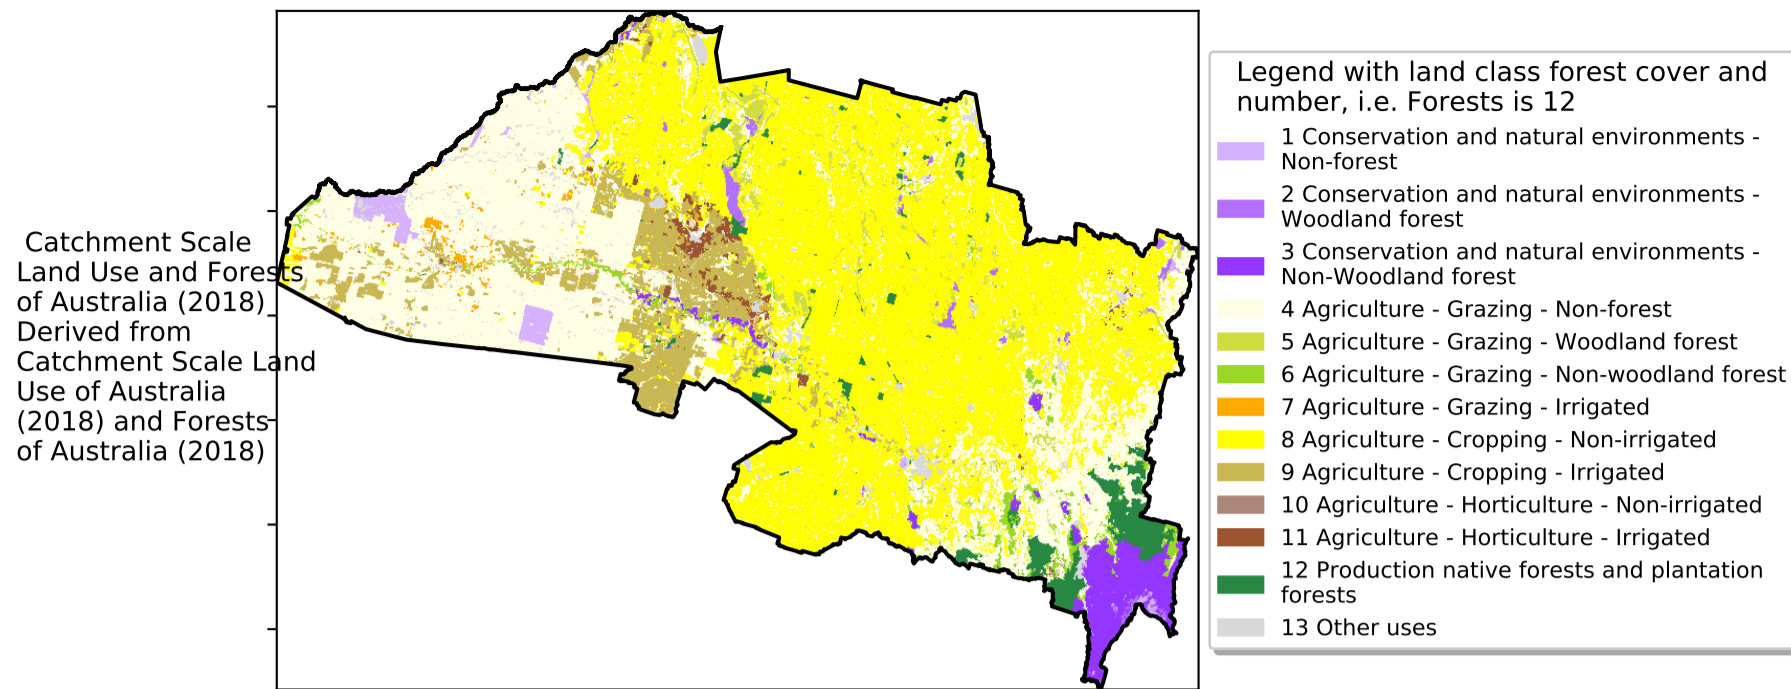 Catchment Scale
Land Use and Forests
of Australia (2018)
Derived from
Catchment Scale Land
Use of Australia
(2018) and Forests
of Australia (2018)
Legend with land class forest cover and
number, i.e. Forests is 12
1 Conservation and natural environments -
Non-forest
2 Conservation and natural environments -
Woodland forest
3 Conservation and natural environments -
Non-Woodland forest
4 Agriculture - Grazing - Non-forest
5 Agriculture - Grazing - Woodland forest
6 Agriculture - Grazing - Non-woodland forest
7 Agriculture - Grazing - Irrigated
8 Agriculture - Cropping - Non-irrigated
9 Agriculture - Cropping - Irrigated
10 Agriculture - Horticulture - Non-irrigated
11 Agriculture - Horticulture - Irrigated
12 Production native forests and plantation
forests
13 Other uses